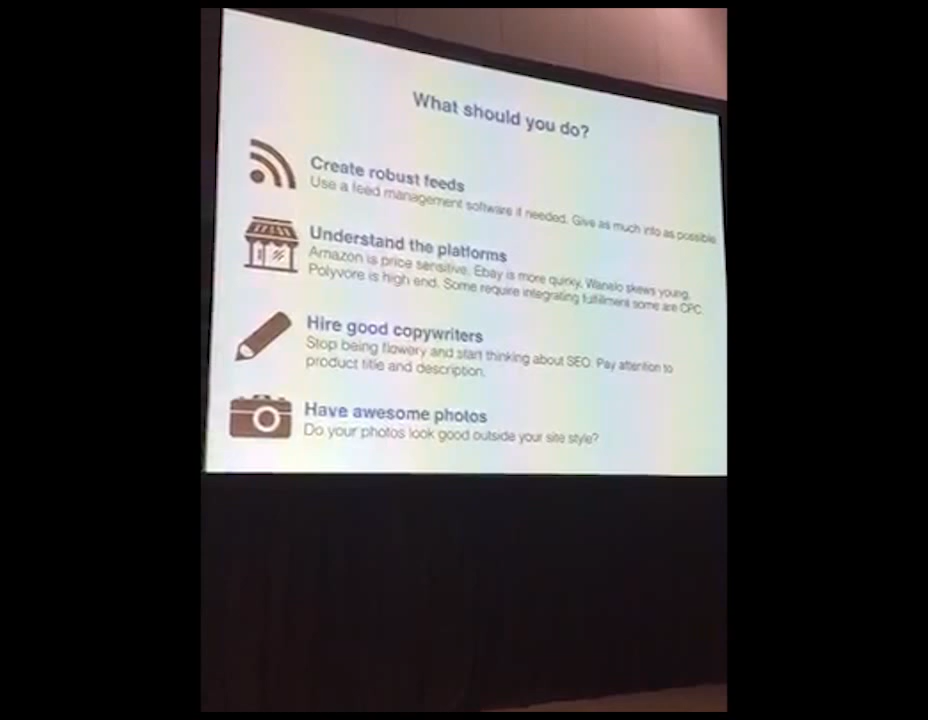 What should you do?
Create robust feeds
Use a feed management software if needed. Give as much info as possible
Understand the platforms
Amazon is price sensitive. Ebay is more quirky, Wanelo skews young,
Polyvore is high end. Some require integrating fulfillment some are CPC.
Hire good copywriters
Stop being flowery and start thinking about SEO. Pay attention to
product title and description.
Have awesome photos
Do your photos look good outside your site style?